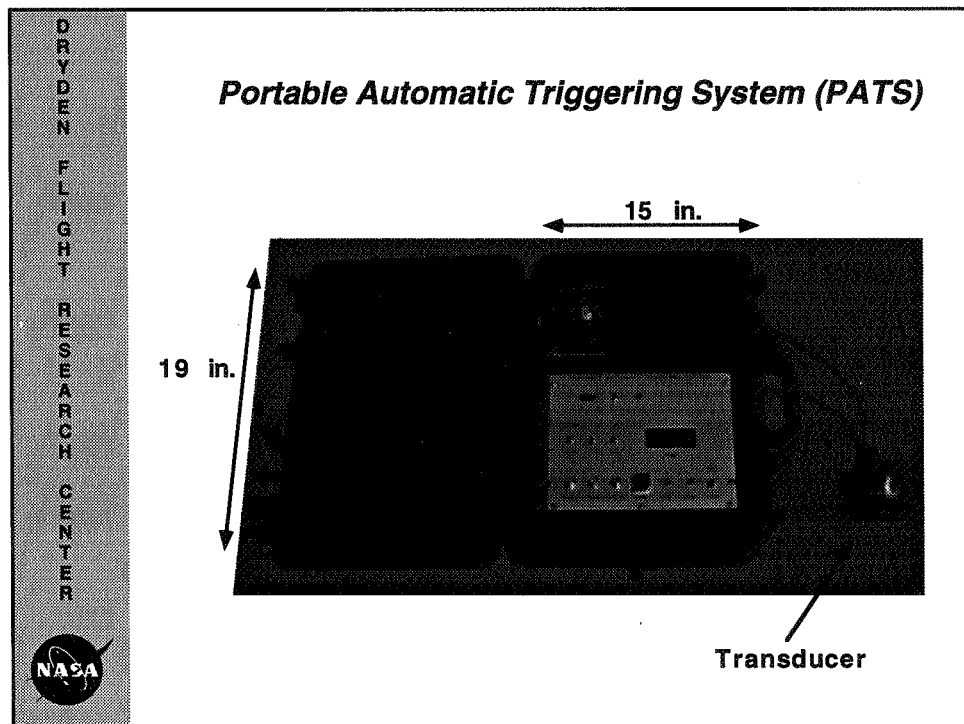 DRYDEN FLIGHT RESEARCH CENTER
Portable Automatic Triggering System (PATS)
15 in.
19 in.
Transducer
NASA